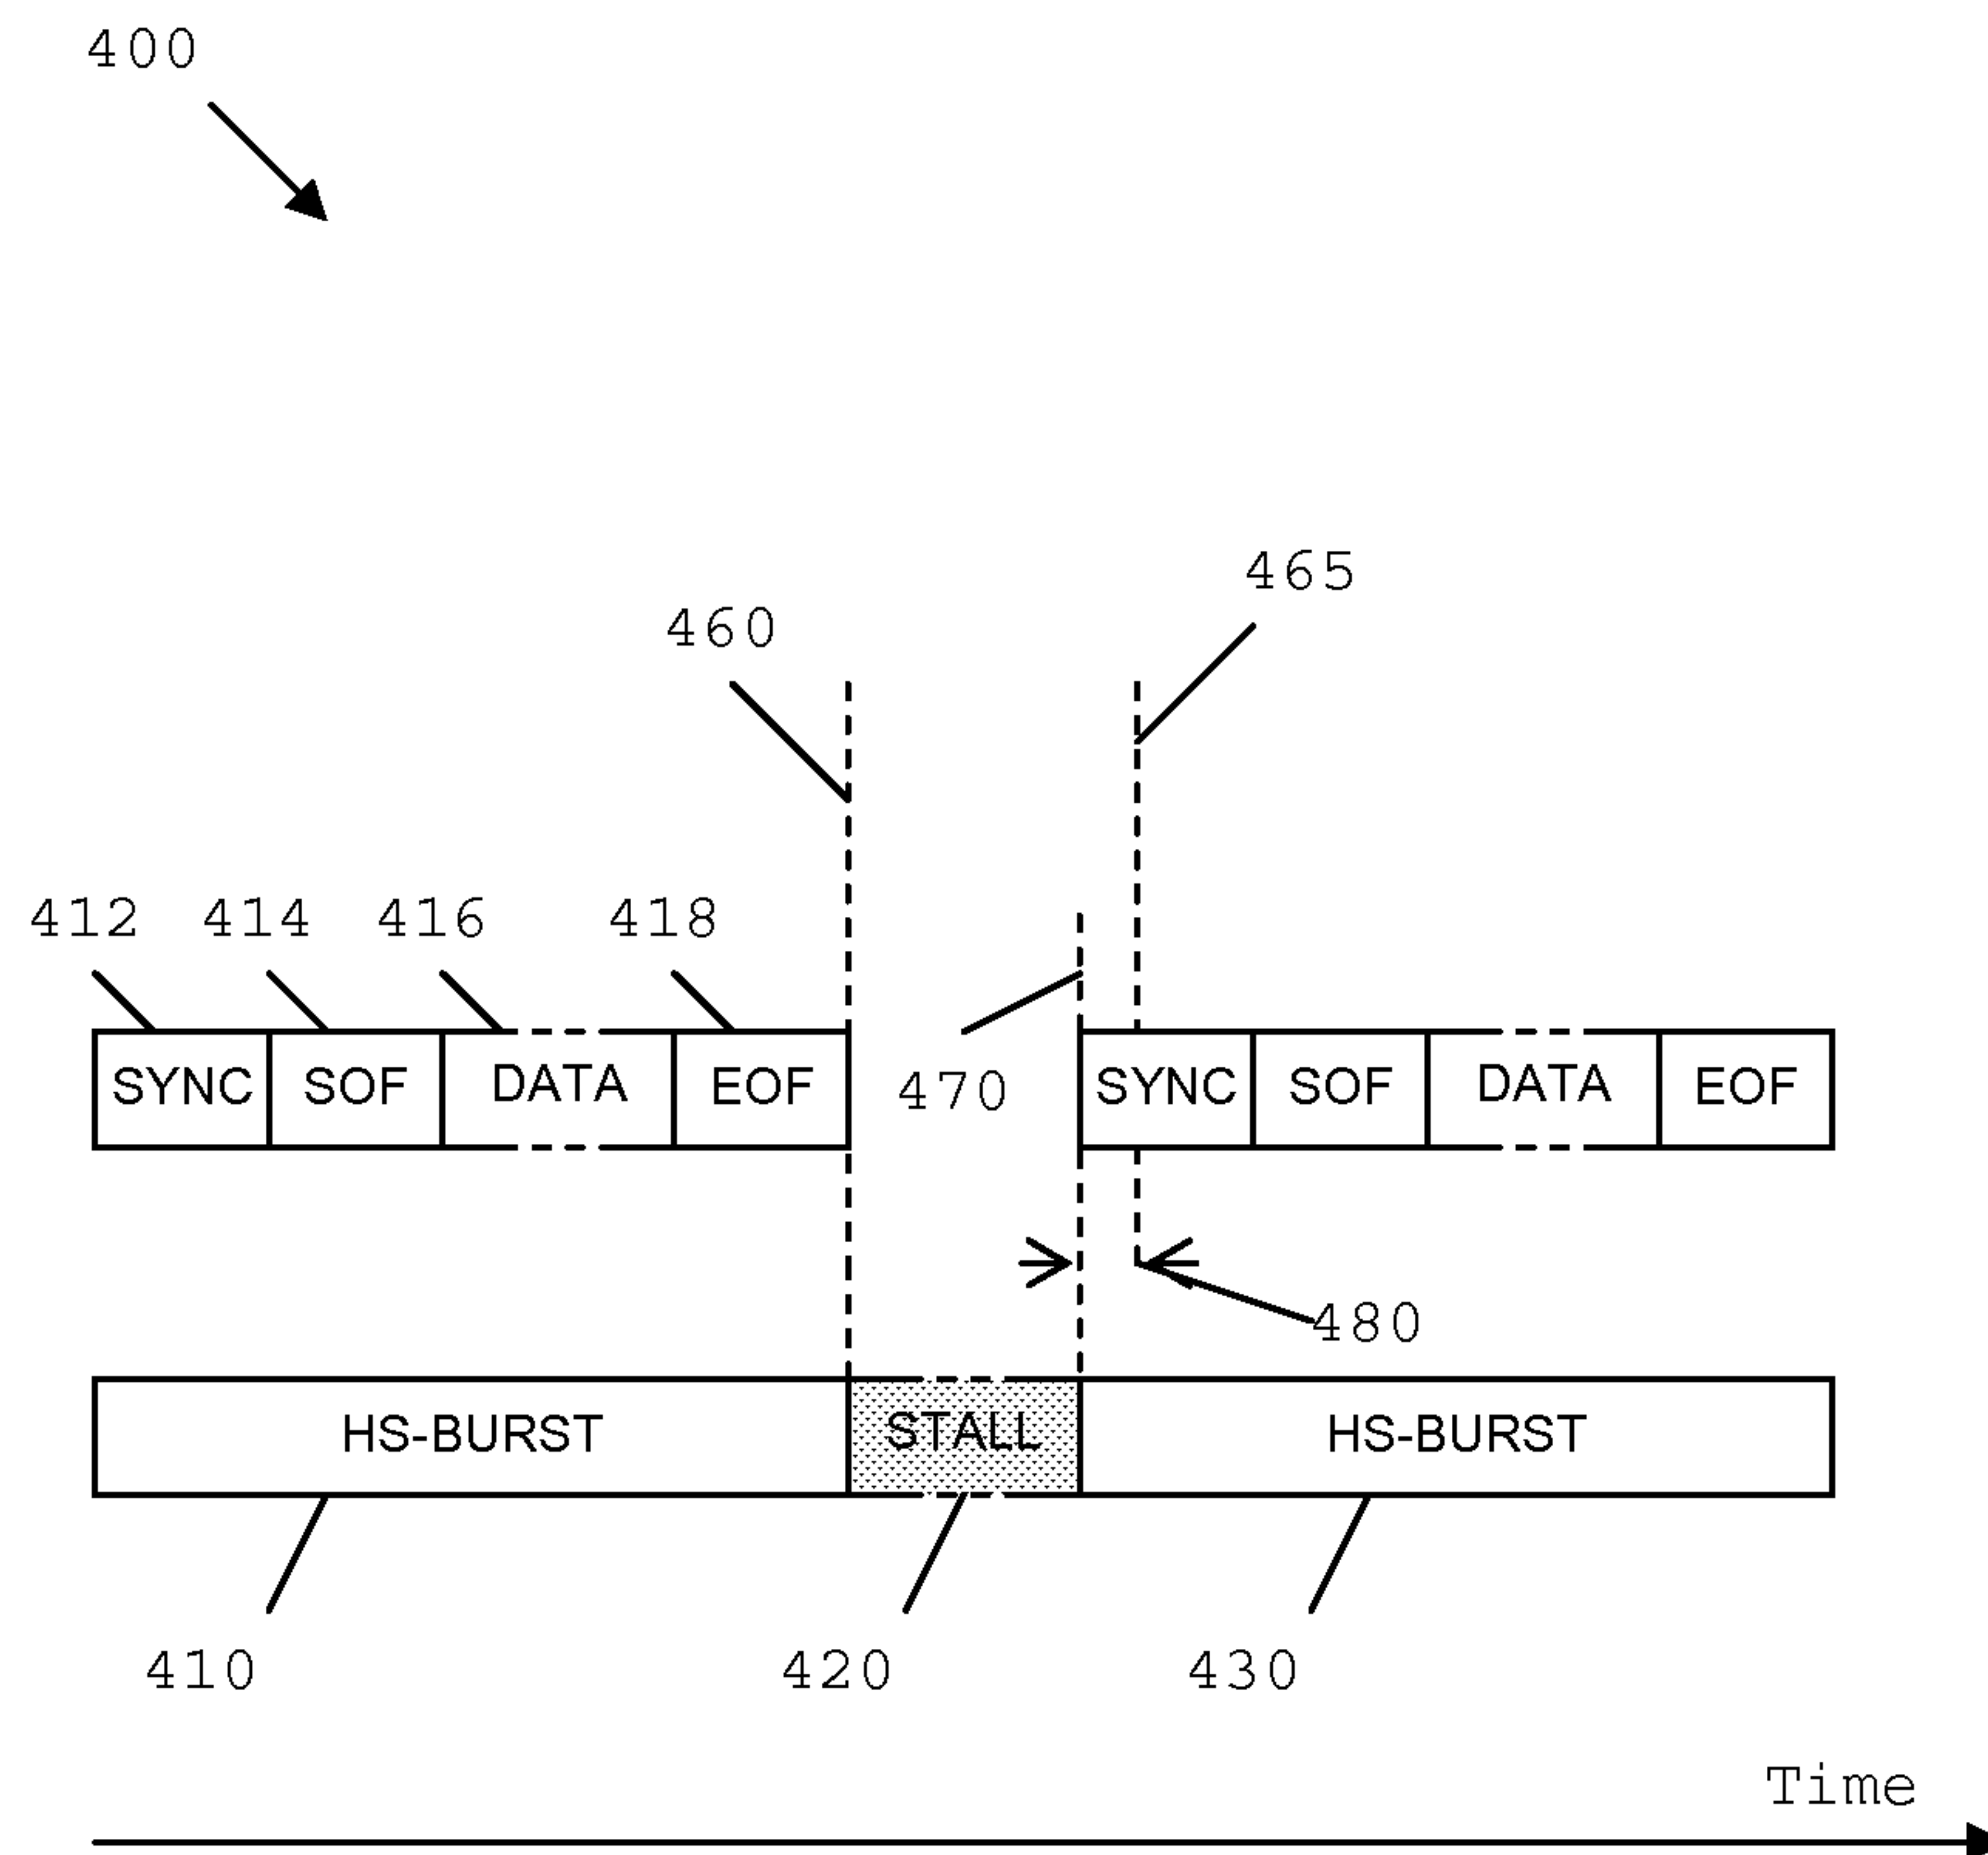 400
465
460
412 414 416 418
SYNC SOF DATA EOF 470 SYNC SOF DATA EOF
480
HS-BURST STALL HS-BURST
410 420 430
Time